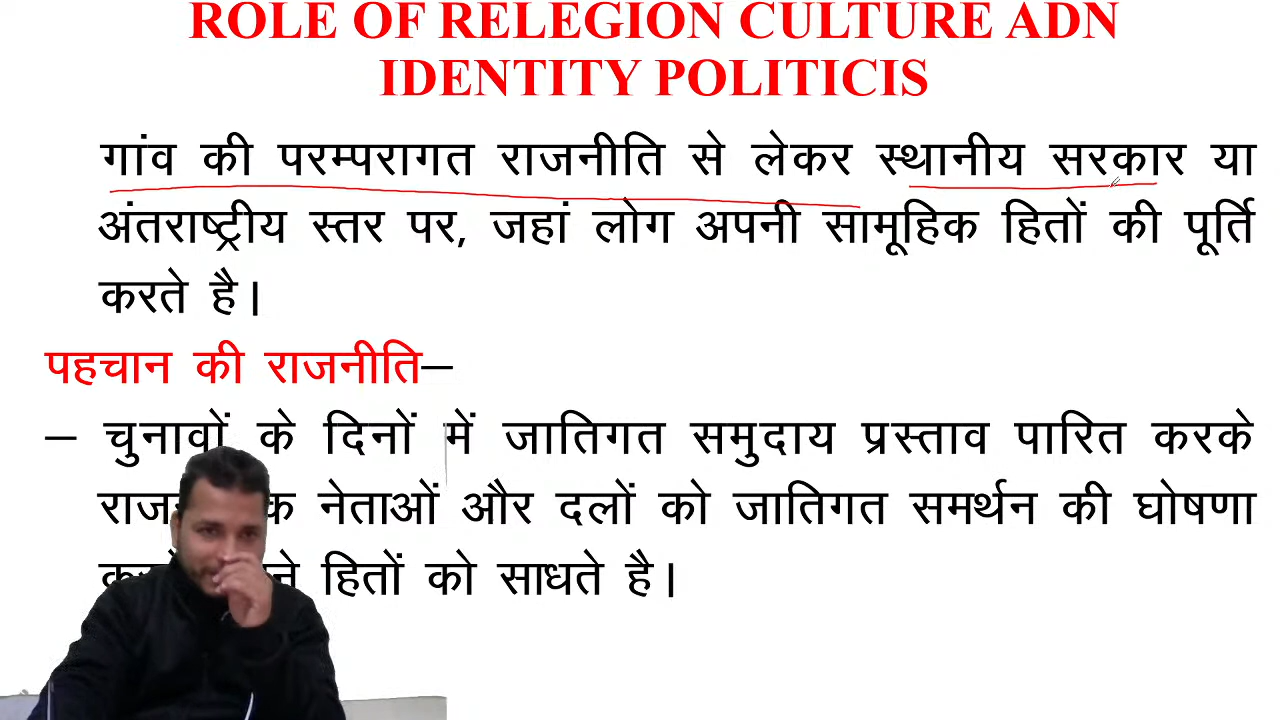 ROLE OF RELEGION CULTURE ADN
IDENTITY POLITICIS
गांव की परम्परागत राजनीति से लेकर स्थानीय सरकार या
अंतराष्ट्रीय स्तर पर, जहां लोग अपनी सामूहिक हितों की पूर्ति
करते है।
पहचान की राजनीति–
– चुनावों के दिनों में जातिगत समुदाय प्रस्ताव पारित करके
नेताओं और दलों को जातिगत समर्थन की घोषणा
हितों को साधते है।